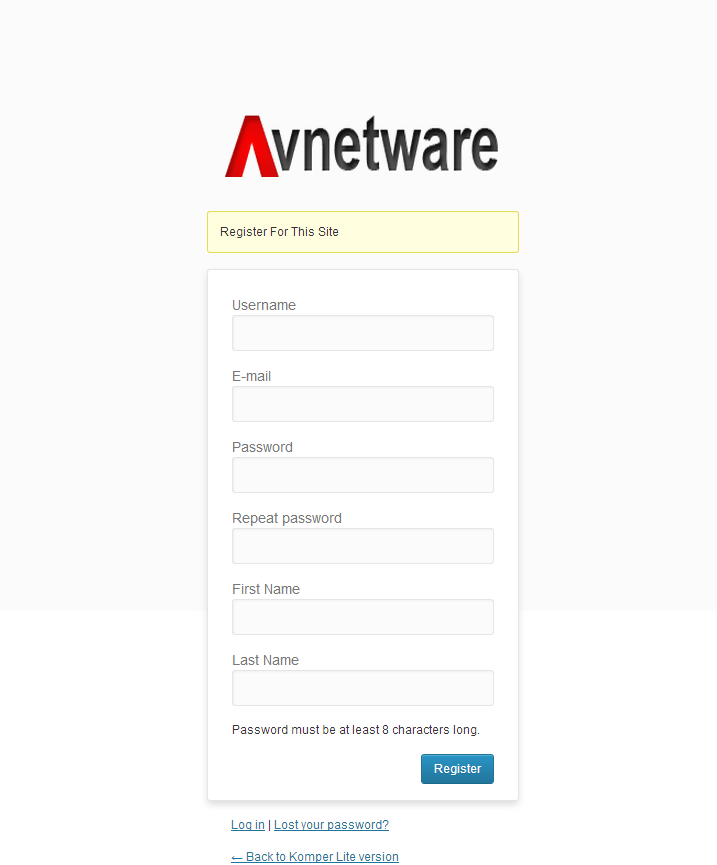 Avnetware
Register For This Site
Username
E-mail
Password
Repeat password
First Name
Last Name
Password must be at least 8 characters long.
Register
Log in | Lost your password?
← Back to Komper Lite version